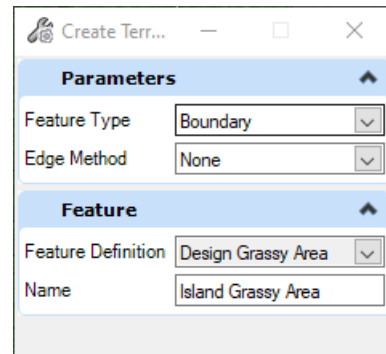 Create Terr...
Parameters
Feature Type Boundary
Edge Method None
Feature
Feature Definition Design Grassy Area
Name Island Grassy Area